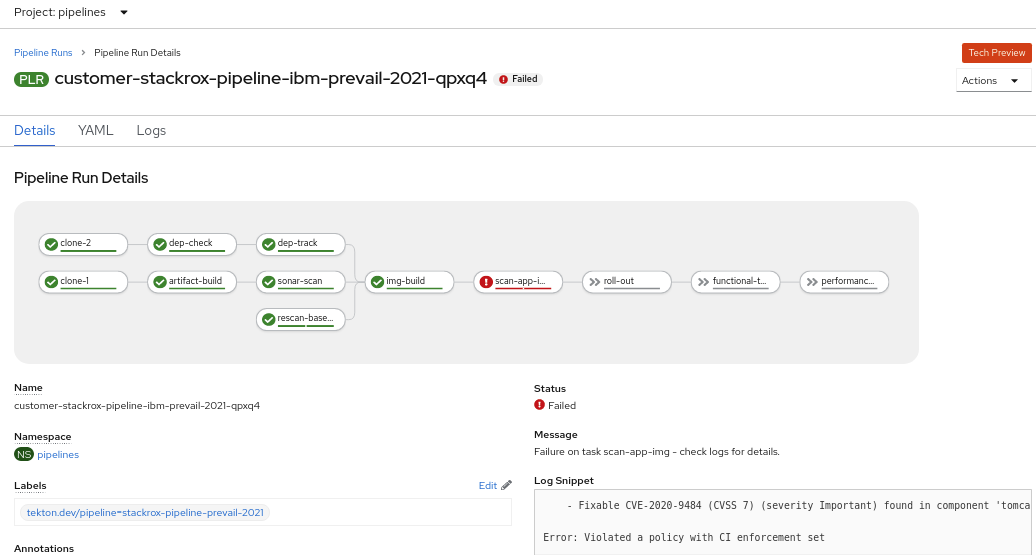 Project: pipelines
Pipeline Runs > Pipeline Run Details
Tech Preview
PLR customer-stackrox-pipeline-ibm-prevail-2021-qpxq4 Failed
Actions
Details YAML Logs
Pipeline Run Details
clone-2 dep-check dep-track
clone-1 artifact-build sonar-scan img-build scan-app-i... roll-out functional-t... performanc...
rescan-base...
Name
customer-stackrox-pipeline-ibm-prevail-2021-qpxq4
Namespace
NS pipelines
Labels Edit
tekton.dev/pipeline=stackrox-pipeline-prevail-2021
Annotations
Status
Failed
Message
Failure on task scan-app-img - check logs for details.
Log Snippet
- Fixable CVE-2020-9484 (CVSS 7) (severity Important) found in component 'tomca
Error: Violated a policy with CI enforcement set